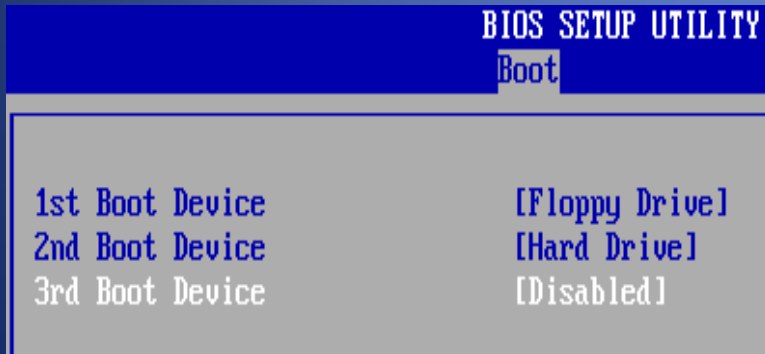 BIOS SETUP UTILITY
Boot
1st Boot Device [Floppy Drive]
2nd Boot Device [Hard Drive]
3rd Boot Device [Disabled]